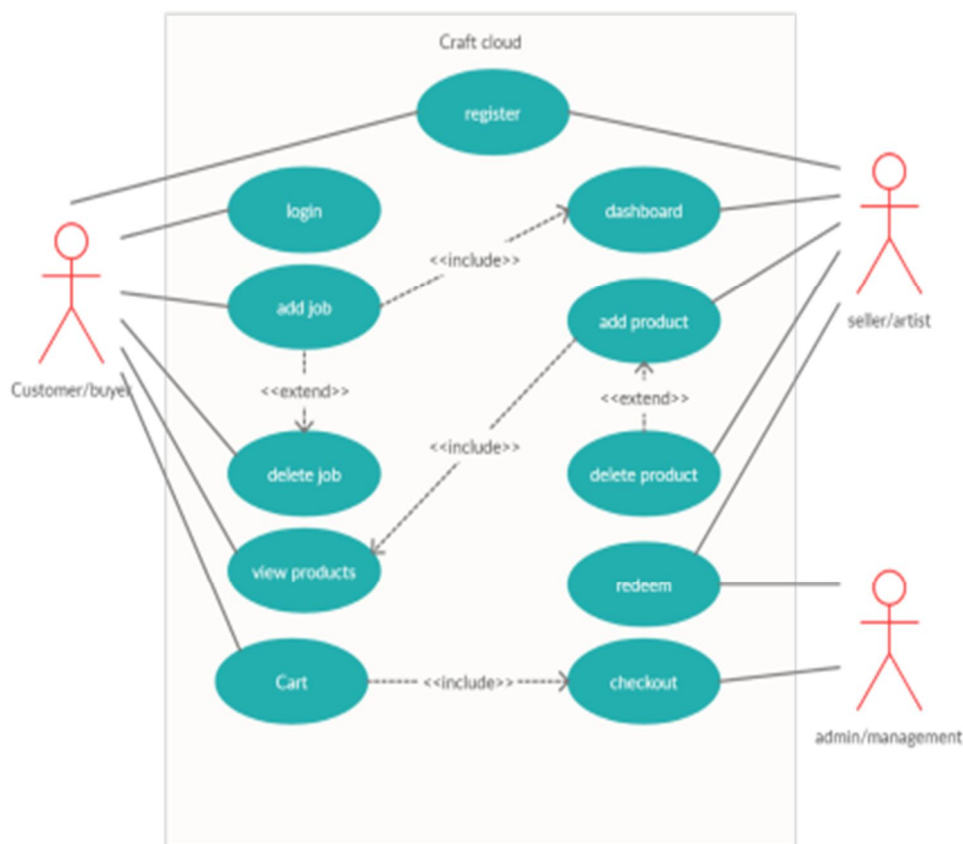 Craft cloud
register
login
dashboard
<<include>>
add job
add product
seller/artist
Customer/buyer
<<extend>>
<<extend>>
<<include>>
delete job
delete product
view products
redeem
Cart
<<include>>
checkout
admin/management